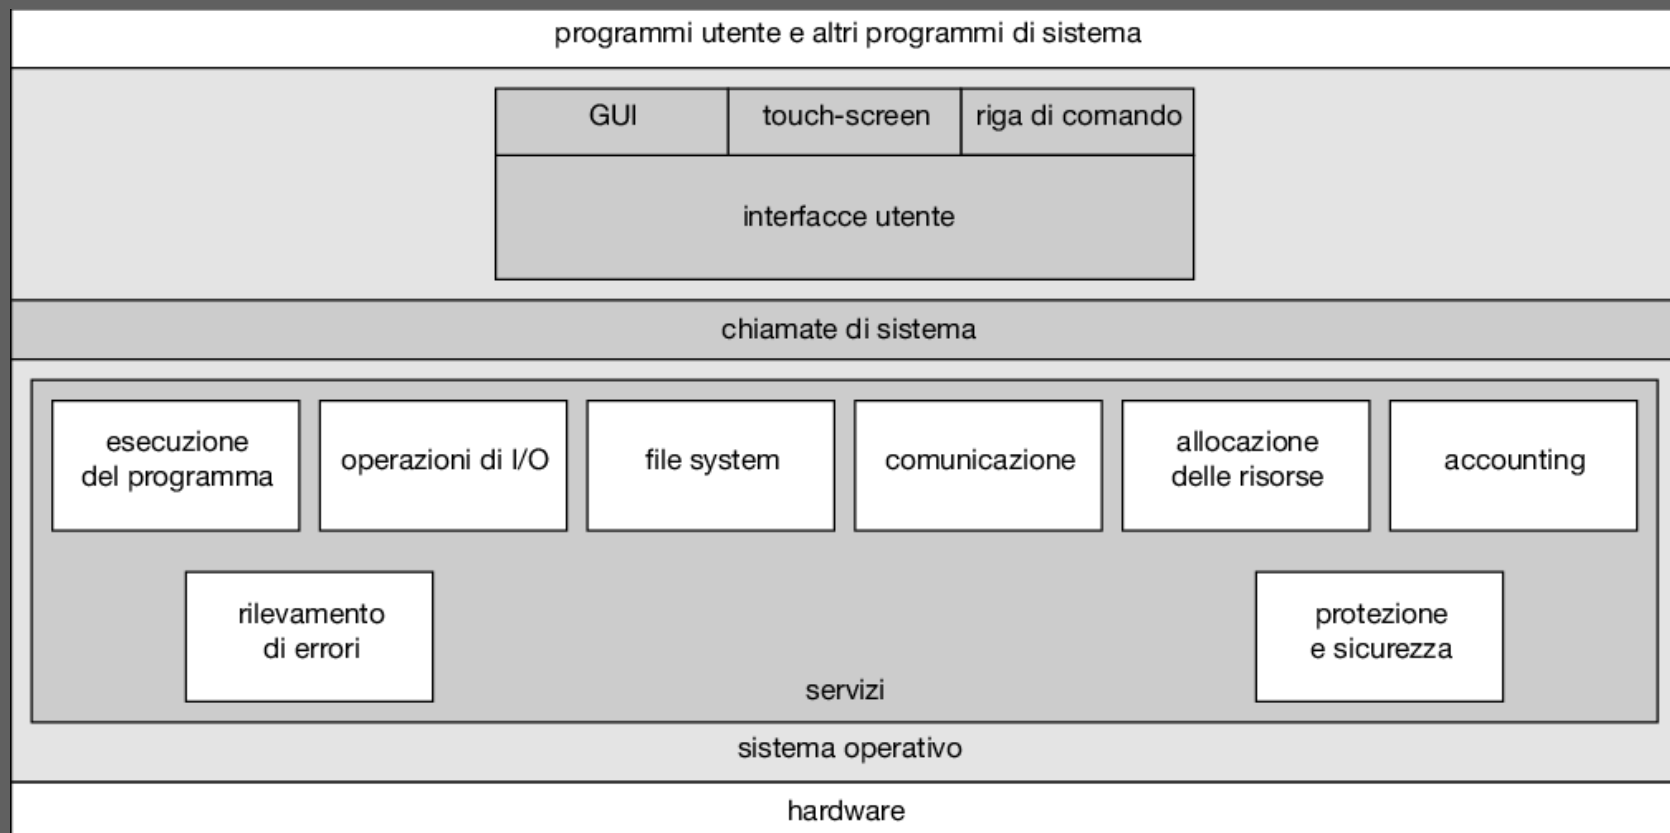 programmi utente e altri programmi di sistema
GUI
touch-screen
riga di comando
interfacce utente
chiamate di sistema
esecuzione
del programma
operazioni di I/O
file system
comunicazione
allocazione
delle risorse
accounting
rilevamento
di errori
protezione
e sicurezza
servizi
sistema operativo
hardware